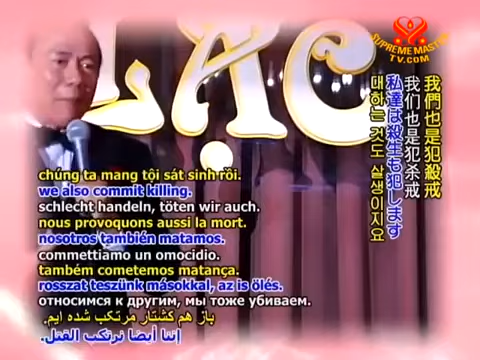 SUPREME MASTER
TV.COM
LẠC
我們也是犯殺戒
我们也是犯杀戒
私達は殺生も犯します
대하는 것도 살생이지요
chúng ta mang tội sát sinh rồi.
we also commit killing.
schlecht handeln, töten wir auch.
nous provoquons aussi la mort.
nosotros también matamos.
commettiamo un omocidio.
também cometemos matança.
rosszat teszünk másokkal, az is ölés.
относимся к другим, мы тоже убиваем.
باز هم کشتار مرتکب شده ایم.
إننا أيضا نرتكب القتل.